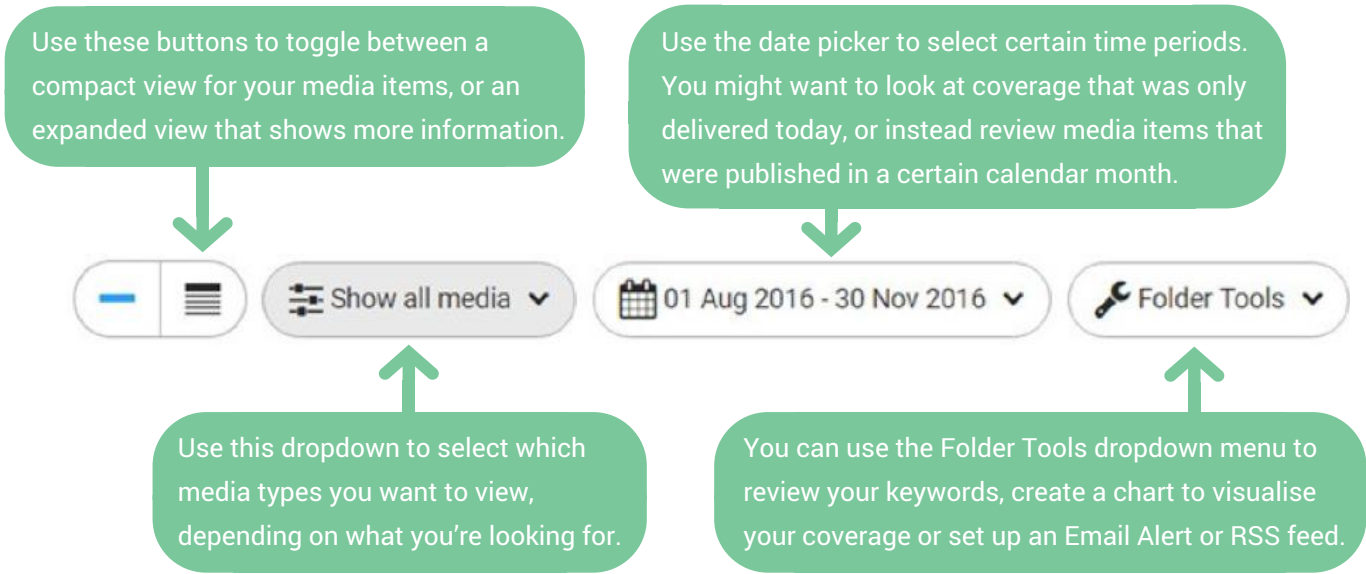 Use these buttons to toggle between a
compact view for your media items, or an
expanded view that shows more information.
Use the date picker to select certain time periods.
You might want to look at coverage that was only
delivered today, or instead review media items that
were published in a certain calendar month.
Show all media
01 Aug 2016 - 30 Nov 2016
Folder Tools
Use this dropdown to select which
media types you want to view,
depending on what you’re looking for.
You can use the Folder Tools dropdown menu to
review your keywords, create a chart to visualise
your coverage or set up an Email Alert or RSS feed.